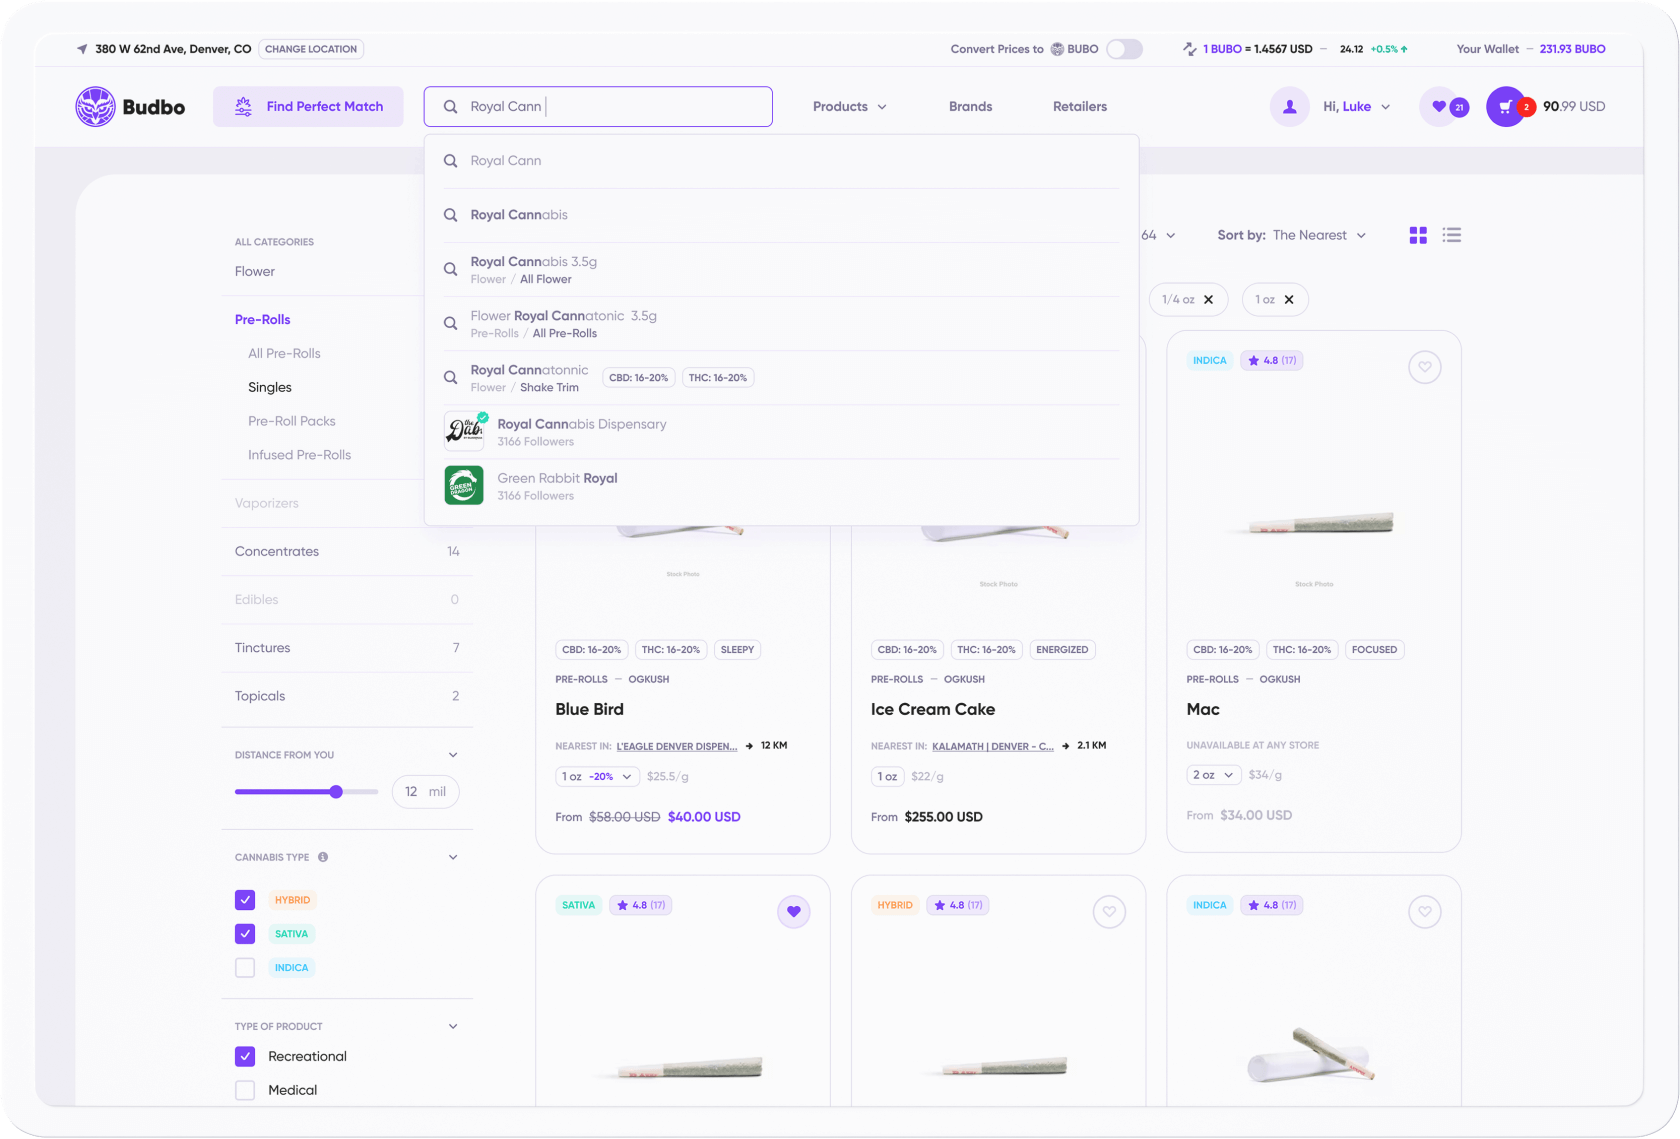 380 W 62nd Ave, Denver, CO CHANGE LOCATION
Convert Prices to BUBO
1 BUBO = 1.4567 USD – 24.12 +0.5% ↑
Your Wallet – 231.93 BUBO
Budbo
Find Perfect Match
Royal Cann
Products
Brands
Retailers
Hi, Luke
21
2
90.99 USD
Royal Cann
Royal Cannabis
Royal Cannabis 3.5g
Flower / All Flower
Flower Royal Cannatonic 3.5g
Pre-Rolls / All Pre-Rolls
Royal Cannatonnic
Flower / Shake Trim
CBD: 16-20% THC: 16-20%
the Dab
Royal Cannabis Dispensary
3166 Followers
GREEN DRAGON
Green Rabbit Royal
3166 Followers
64
Sort by: The Nearest
1/4 oz ✕
1 oz ✕
ALL CATEGORIES
Flower
Pre-Rolls
All Pre-Rolls
Singles
Pre-Roll Packs
Infused Pre-Rolls
Vaporizers
Concentrates 14
Edibles 0
Tinctures 7
Topicals 2
DISTANCE FROM YOU
12 mil
CANNABIS TYPE
HYBRID
SATIVA
INDICA
TYPE OF PRODUCT
Recreational
Medical
Stock Photo
CBD: 16-20% THC: 16-20% SLEEPY
PRE-ROLLS – OGKUSH
Blue Bird
NEAREST IN: L'EAGLE DENVER DISPEN... → 12 KM
1 oz -20% $25.5/g
From $58.00 USD $40.00 USD
Stock Photo
CBD: 16-20% THC: 16-20% ENERGIZED
PRE-ROLLS – OGKUSH
Ice Cream Cake
NEAREST IN: KALAMATH | DENVER - C... → 2.1 KM
1 oz $22/g
From $255.00 USD
INDICA 4.8 (17)
Stock Photo
CBD: 16-20% THC: 16-20% FOCUSED
PRE-ROLLS – OGKUSH
Mac
UNAVAILABLE AT ANY STORE
2 oz $34/g
From $34.00 USD
SATIVA 4.8 (17)
HYBRID 4.8 (17)
INDICA 4.8 (17)